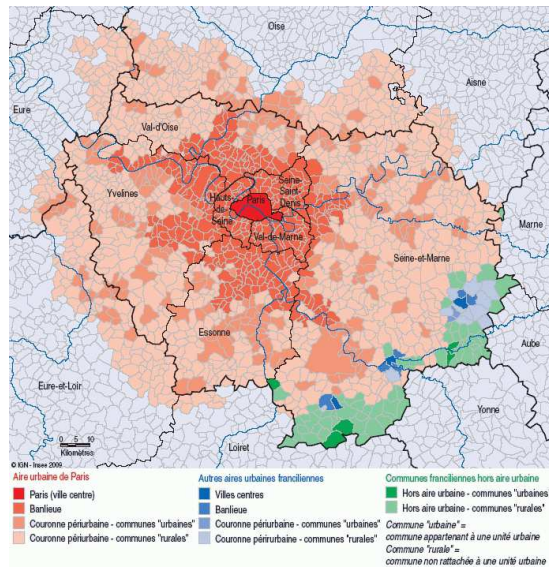 Oise
Aisne
Eure
Val-d'Oise
Yvelines
Hauts-
de-
Seine
Paris
Seine-
Saint-
Denis
Val-de-Marne
Marne
Seine-et-Marne
Essonne
Aube
Eure-et-Loir
Yonne
Loiret
0 5 10
Kilomètres
© IGN - Insee 2009
Aire urbaine de Paris
Paris (ville centre)
Banlieue
Couronne périurbaine - communes "urbaines"
Couronne périurbaine - communes "rurales"
Autres aires urbaines franciliennes
Villes centres
Banlieue
Couronne périurbaine - communes "urbaines"
Couronne périurbaine - communes "rurales"
Communes franciliennes hors aire urbaine
Hors aire urbaine - communes "urbaines"
Hors aire urbaine - communes "rurales"
Commune "urbaine" =
commune appartenant à une unité urbaine
Commune "rurale" =
commune non rattachée à une unité urbaine